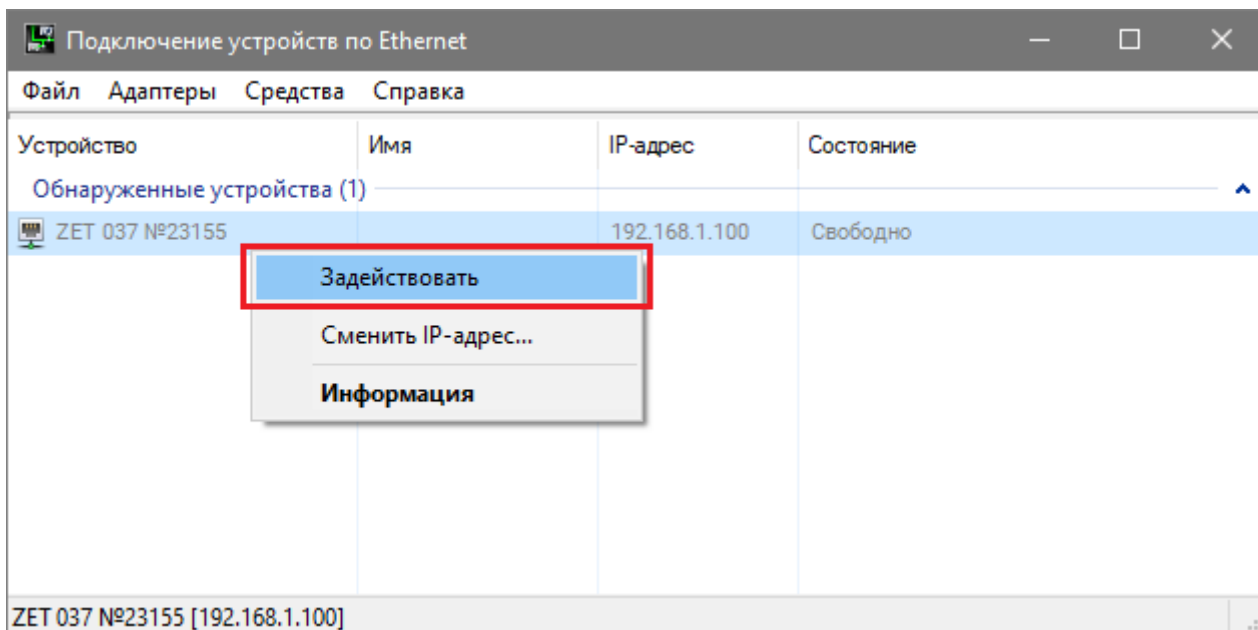 Подключение устройств по Ethernet
Файл Адаптеры Средства Справка
Устройство Имя IP-адрес Состояние
Обнаруженные устройства (1)
ZET 037 №23155 192.168.1.100 Свободно
Задействовать
Сменить IP-адрес...
Информация
ZET 037 №23155 [192.168.1.100]